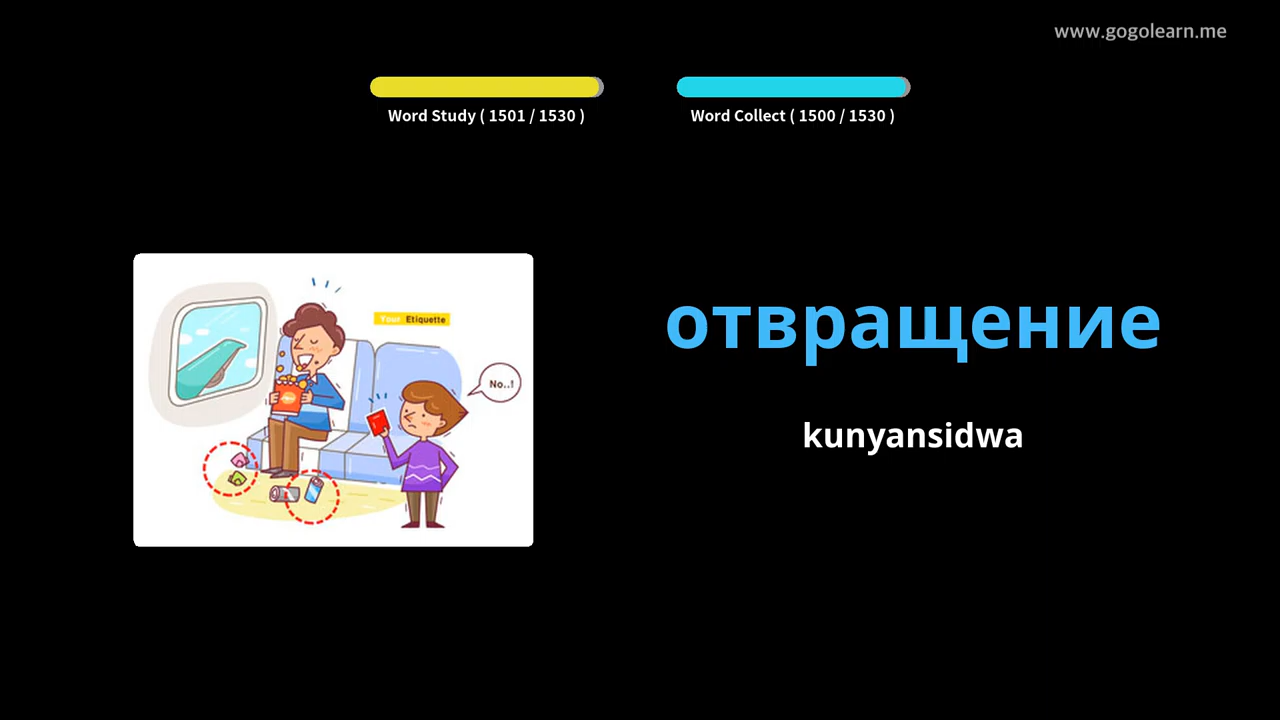 www.gogolearn.me
Word Study ( 1501 / 1530 )
Word Collect ( 1500 / 1530 )
Your Etiquette
No..!
отвращение
kunyansidwa